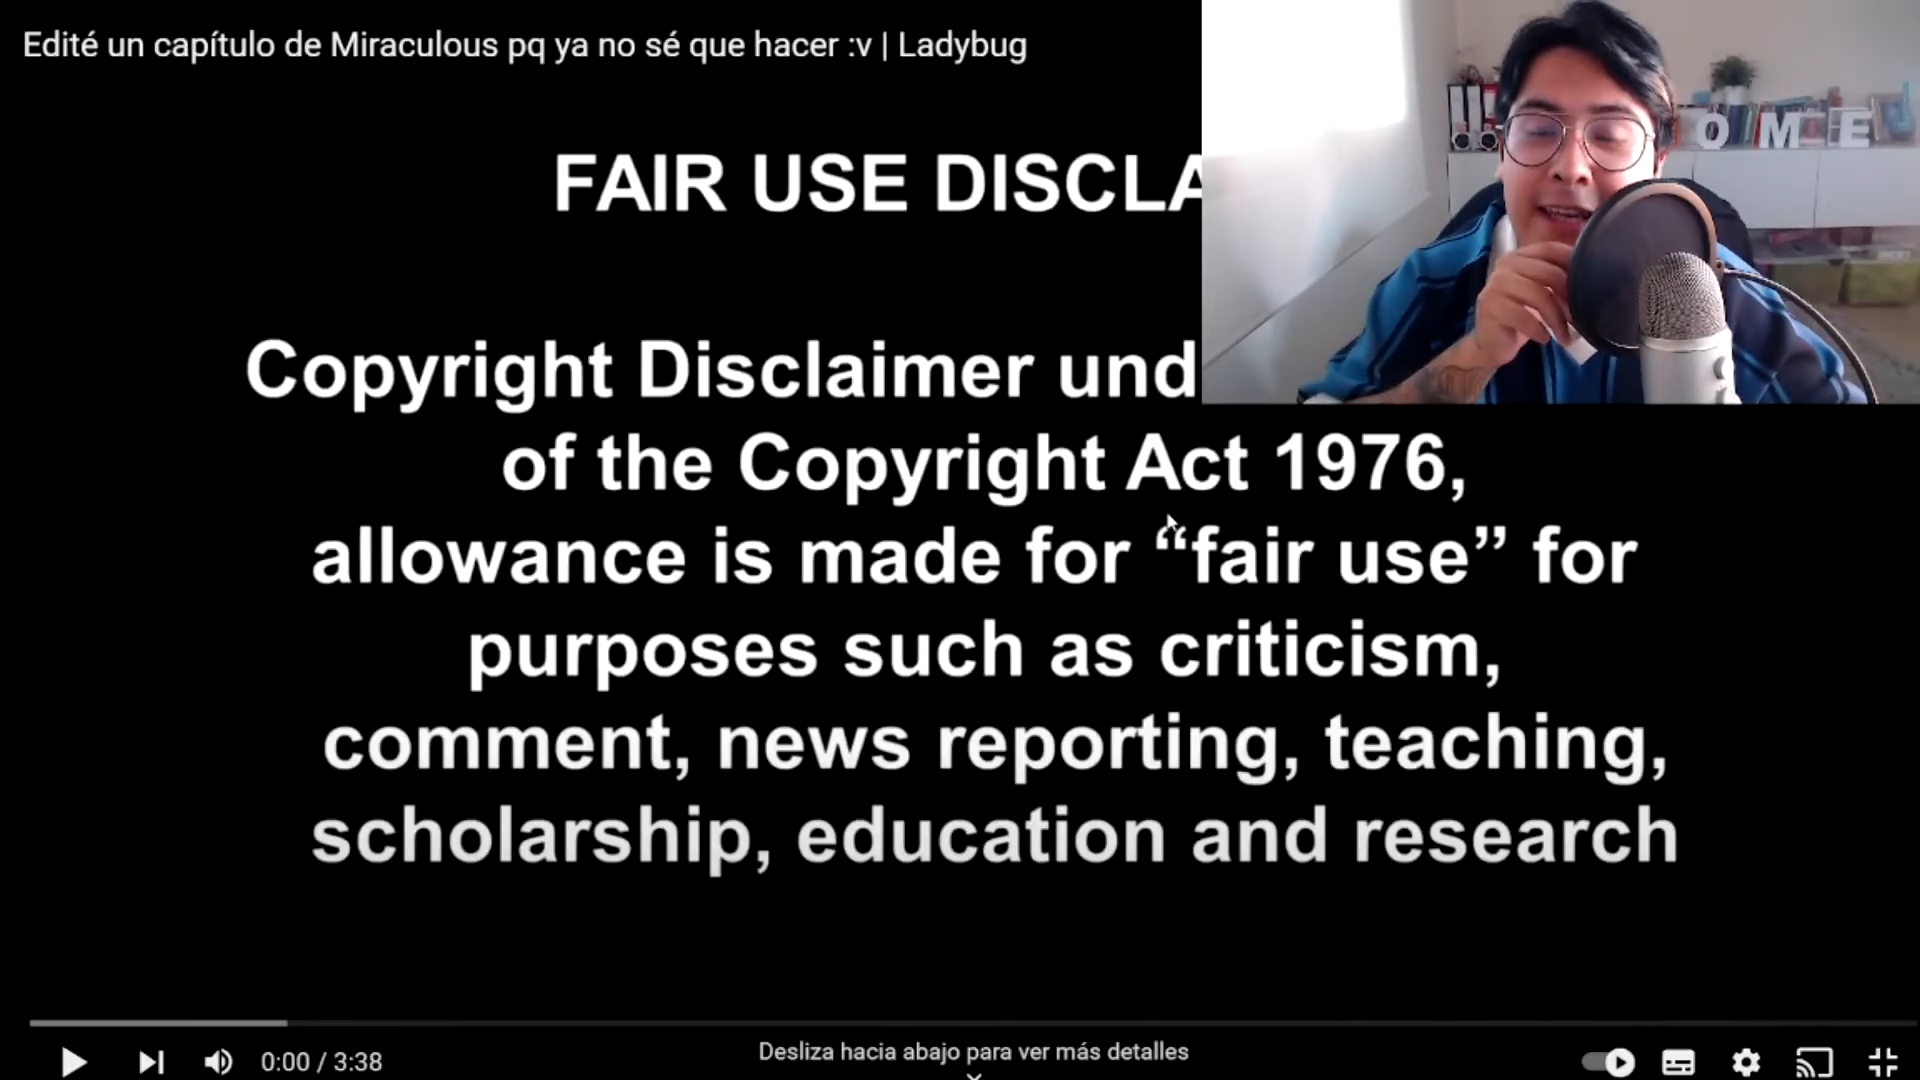 Edité un capítulo de Miraculous pq ya no sé que hacer :v | Ladybug
FAIR USE
Copyright Disclaimer
of the Copyright Act 1976,
allowance is made for “fair use” for
purposes such as criticism,
comment, news reporting, teaching,
scholarship, education and research
O M E
0:00 / 3:38
Desliza hacia abajo para ver más detalles